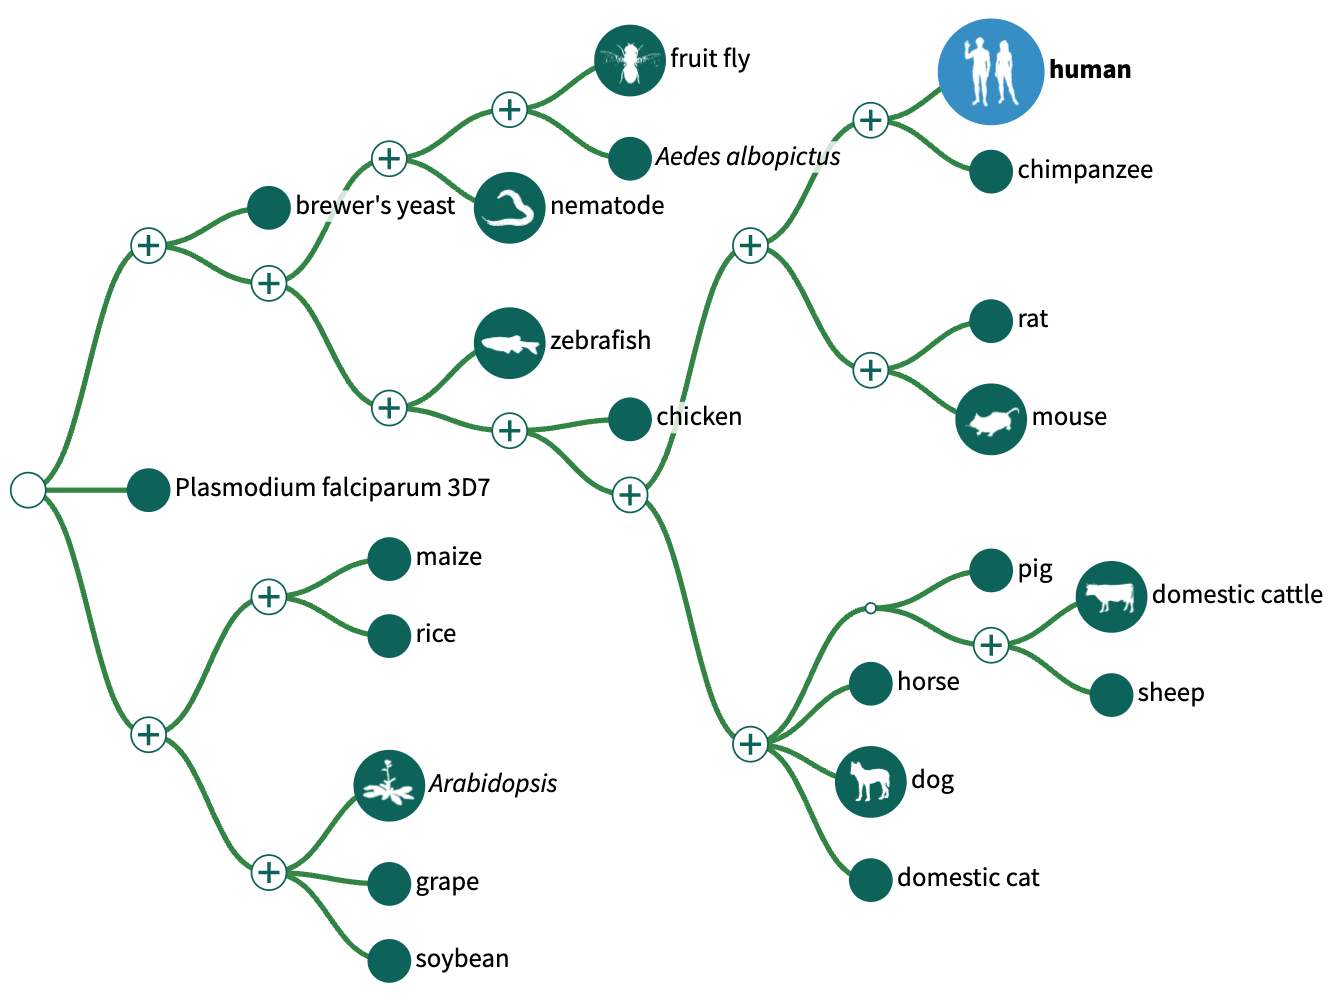 fruit fly
human
Aedes albopictus
chimpanzee
brewer's yeast
nematode
rat
zebrafish
chicken
mouse
Plasmodium falciparum 3D7
maize
pig
domestic cattle
rice
horse
sheep
Arabidopsis
dog
grape
domestic cat
soybean